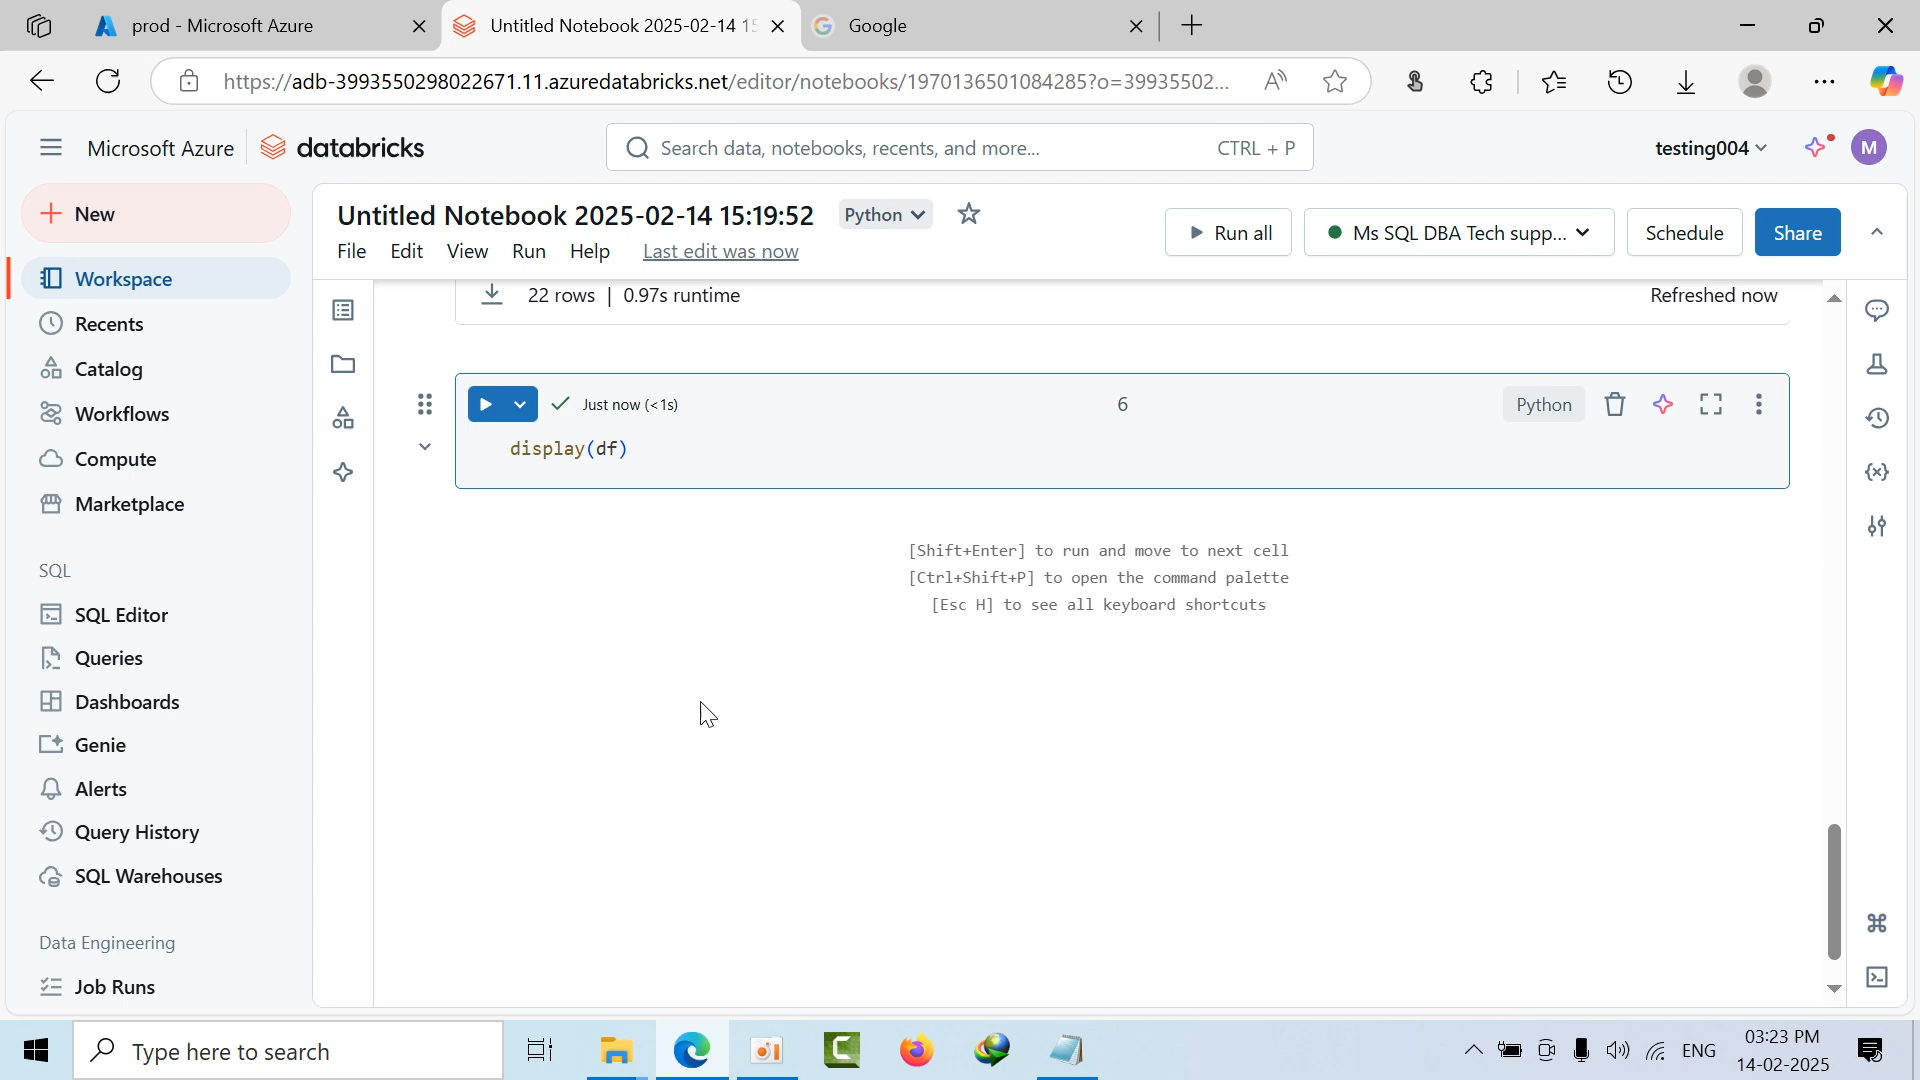 prod - Microsoft Azure
Untitled Notebook 2025-02-14 15
Google
https://adb-3993550298022671.11.azuredatabricks.net/editor/notebooks/1970136501084285?o=39935502...
Microsoft Azure
databricks
Search data, notebooks, recents, and more...
CTRL + P
testing004
M
New
Workspace
Recents
Catalog
Workflows
Compute
Marketplace
SQL
SQL Editor
Queries
Dashboards
Genie
Alerts
Query History
SQL Warehouses
Data Engineering
Job Runs
Untitled Notebook 2025-02-14 15:19:52
Python
File Edit View Run Help Last edit was now
Run all
Ms SQL DBA Tech supp...
Schedule
Share
22 rows | 0.97s runtime
Refreshed now
Just now (<1s)
6
Python
display(df)
[Shift+Enter] to run and move to next cell
[Ctrl+Shift+P] to open the command palette
[Esc H] to see all keyboard shortcuts
Type here to search
ENG
03:23 PM
14-02-2025